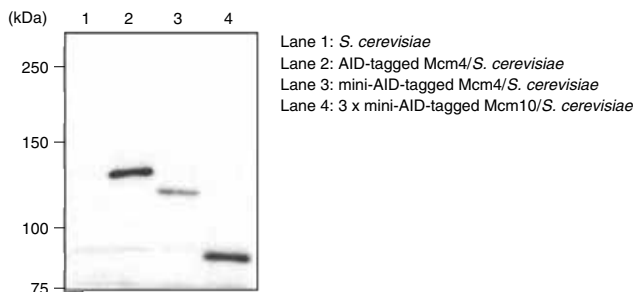 (kDa) 1 2 3 4
250
150
100
75
Lane 1: S. cerevisiae
Lane 2: AID-tagged Mcm4/S. cerevisiae
Lane 3: mini-AID-tagged Mcm4/S. cerevisiae
Lane 4: 3 x mini-AID-tagged Mcm10/S. cerevisiae